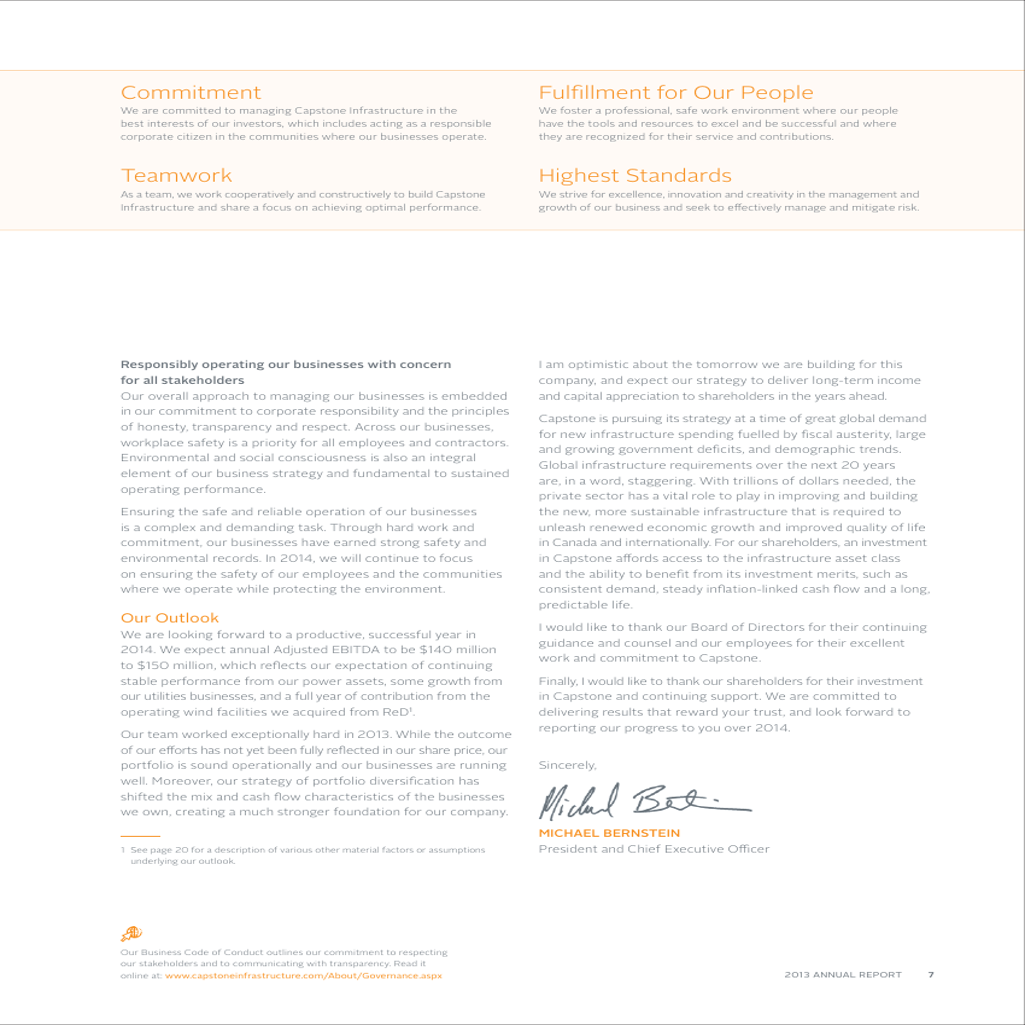 Commitment
We are committed to managing Capstone Infrastructure in the
best interests of our investors, which includes acting as a responsible
corporate citizen in the communities where our businesses operate.
Teamwork
As a team, we work cooperatively and constructively to build Capstone
Infrastructure and share a focus on achieving optimal performance.
Fulfillment for Our People
We foster a professional, safe work environment where our people
have the tools and resources to excel and be successful and where
they are recognized for their service and contributions.
Highest Standards
We strive for excellence, innovation and creativity in the management and
growth of our business and seek to effectively manage and mitigate risk.
Responsibly operating our businesses with concern
for all stakeholders
Our overall approach to managing our businesses is embedded
in our commitment to corporate responsibility and the principles
of honesty, transparency and respect. Across our businesses,
workplace safety is a priority for all employees and contractors.
Environmental and social consciousness is also an integral
element of our business strategy and fundamental to sustained
operating performance.
Ensuring the safe and reliable operation of our businesses
is a complex and demanding task. Through hard work and
commitment, our businesses have earned strong safety and
environmental records. In 2014, we will continue to focus
on ensuring the safety of our employees and the communities
where we operate while protecting the environment.
Our Outlook
We are looking forward to a productive, successful year in
2014. We expect annual Adjusted EBITDA to be $140 million
to $150 million, which reflects our expectation of continuing
stable performance from our power assets, some growth from
our utilities businesses, and a full year of contribution from the
operating wind facilities we acquired from ReD¹.
Our team worked exceptionally hard in 2013. While the outcome
of our efforts has not yet been fully reflected in our share price, our
portfolio is sound operationally and our businesses are running
well. Moreover, our strategy of portfolio diversification has
shifted the mix and cash flow characteristics of the businesses
we own, creating a much stronger foundation for our company.
1 See page 20 for a description of various other material factors or assumptions
underlying our outlook.
I am optimistic about the tomorrow we are building for this
company, and expect our strategy to deliver long-term income
and capital appreciation to shareholders in the years ahead.
Capstone is pursuing its strategy at a time of great global demand
for new infrastructure spending fuelled by fiscal austerity, large
and growing government deficits, and demographic trends.
Global infrastructure requirements over the next 20 years
are, in a word, staggering. With trillions of dollars needed, the
private sector has a vital role to play in improving and building
the new, more sustainable infrastructure that is required to
unleash renewed economic growth and improved quality of life
in Canada and internationally. For our shareholders, an investment
in Capstone affords access to the infrastructure asset class
and the ability to benefit from its investment merits, such as
consistent demand, steady inflation-linked cash flow and a long,
predictable life.
I would like to thank our Board of Directors for their continuing
guidance and counsel and our employees for their excellent
work and commitment to Capstone.
Finally, I would like to thank our shareholders for their investment
in Capstone and continuing support. We are committed to
delivering results that reward your trust, and look forward to
reporting our progress to you over 2014.
Sincerely,
MICHAEL BERNSTEIN
President and Chief Executive Officer
Our Business Code of Conduct outlines our commitment to respecting
our stakeholders and to communicating with transparency. Read it
online at: www.capstoneinfrastructure.com/About/Governance.aspx
2013 ANNUAL REPORT 7